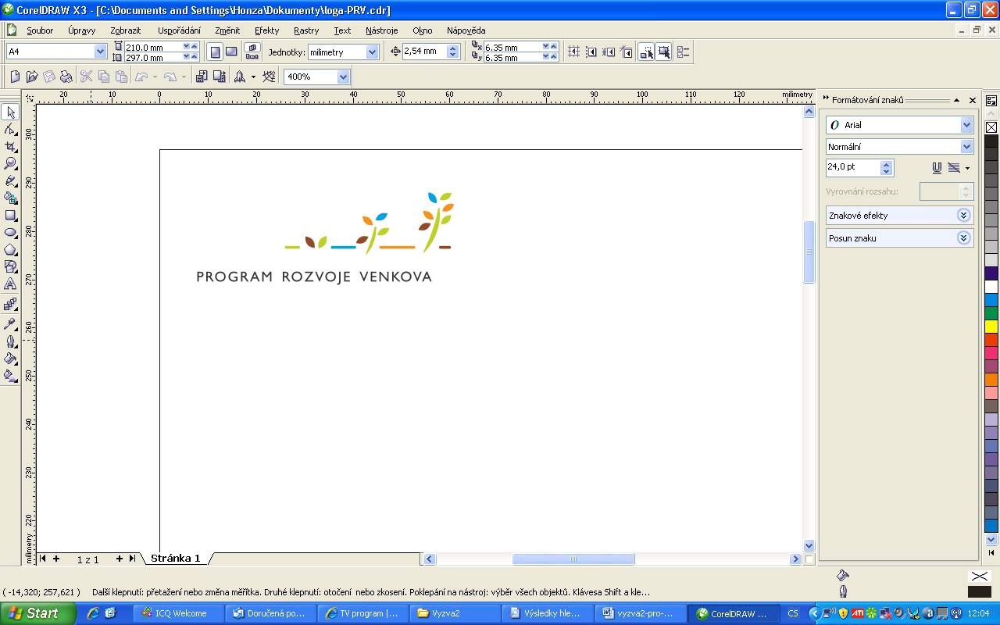 CorelDRAW X3 - [C:\Documents and Settings\Honza\Dokumenty\loga-PRV.cdr]
Soubor Úpravy Zobrazit Uspořádání Změnit Efekty Rastry Text Nástroje Okno Nápověda
A4 210.0 mm 297.0 mm Jednotky: milimetry 2,54 mm 6.35 mm 6.35 mm
400%
20 10 0 10 20 30 40 50 60 70 80 90 100 110 120 milimetry
300
290
280
270
260
250
240
230
220
milimetry
PROGRAM ROZVOJE VENKOVA
Formátování znaků
Arial
Normální
24,0 pt
Vyrovnání rozsahu:
Znakové efekty
Posun znaku
1 z 1 Stránka 1
( -14,320; 257,621 ) Další klepnutí: přetažení nebo změna měřítka. Druhé klepnutí: otočení nebo zkosení. Poklepání na nástroj: výběr všech objektů. Klávesa Shift a kle...
Start ICQ Welcome Doručená po... TV program |... Vyzva2 Výsledky hle... vyzva2-pro-... CorelDRAW ... CS ATI 12:04